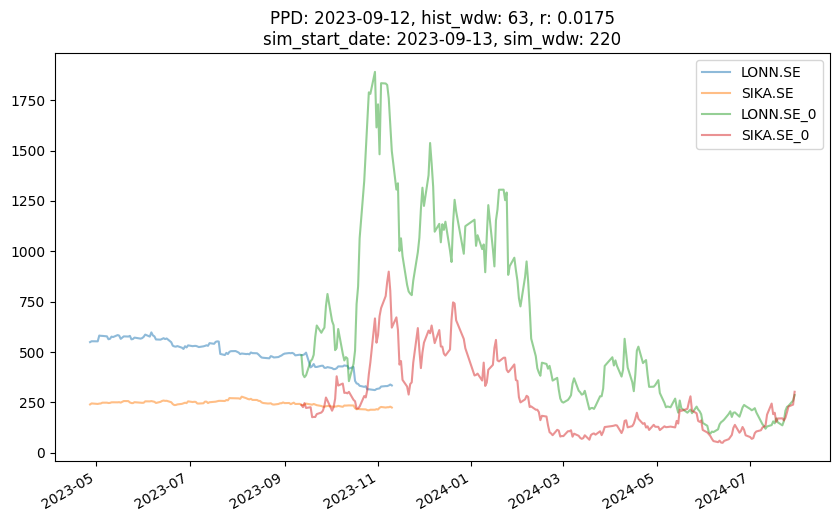 PPD: 2023-09-12, hist_wdw: 63, r: 0.0175
sim_start_date: 2023-09-13, sim_wdw: 220
LONN.SE
SIKA.SE
LONN.SE_0
SIKA.SE_0
1750
1500
1250
1000
750
500
250
0
2023-05
2023-07
2023-09
2023-11
2024-01
2024-03
2024-05
2024-07